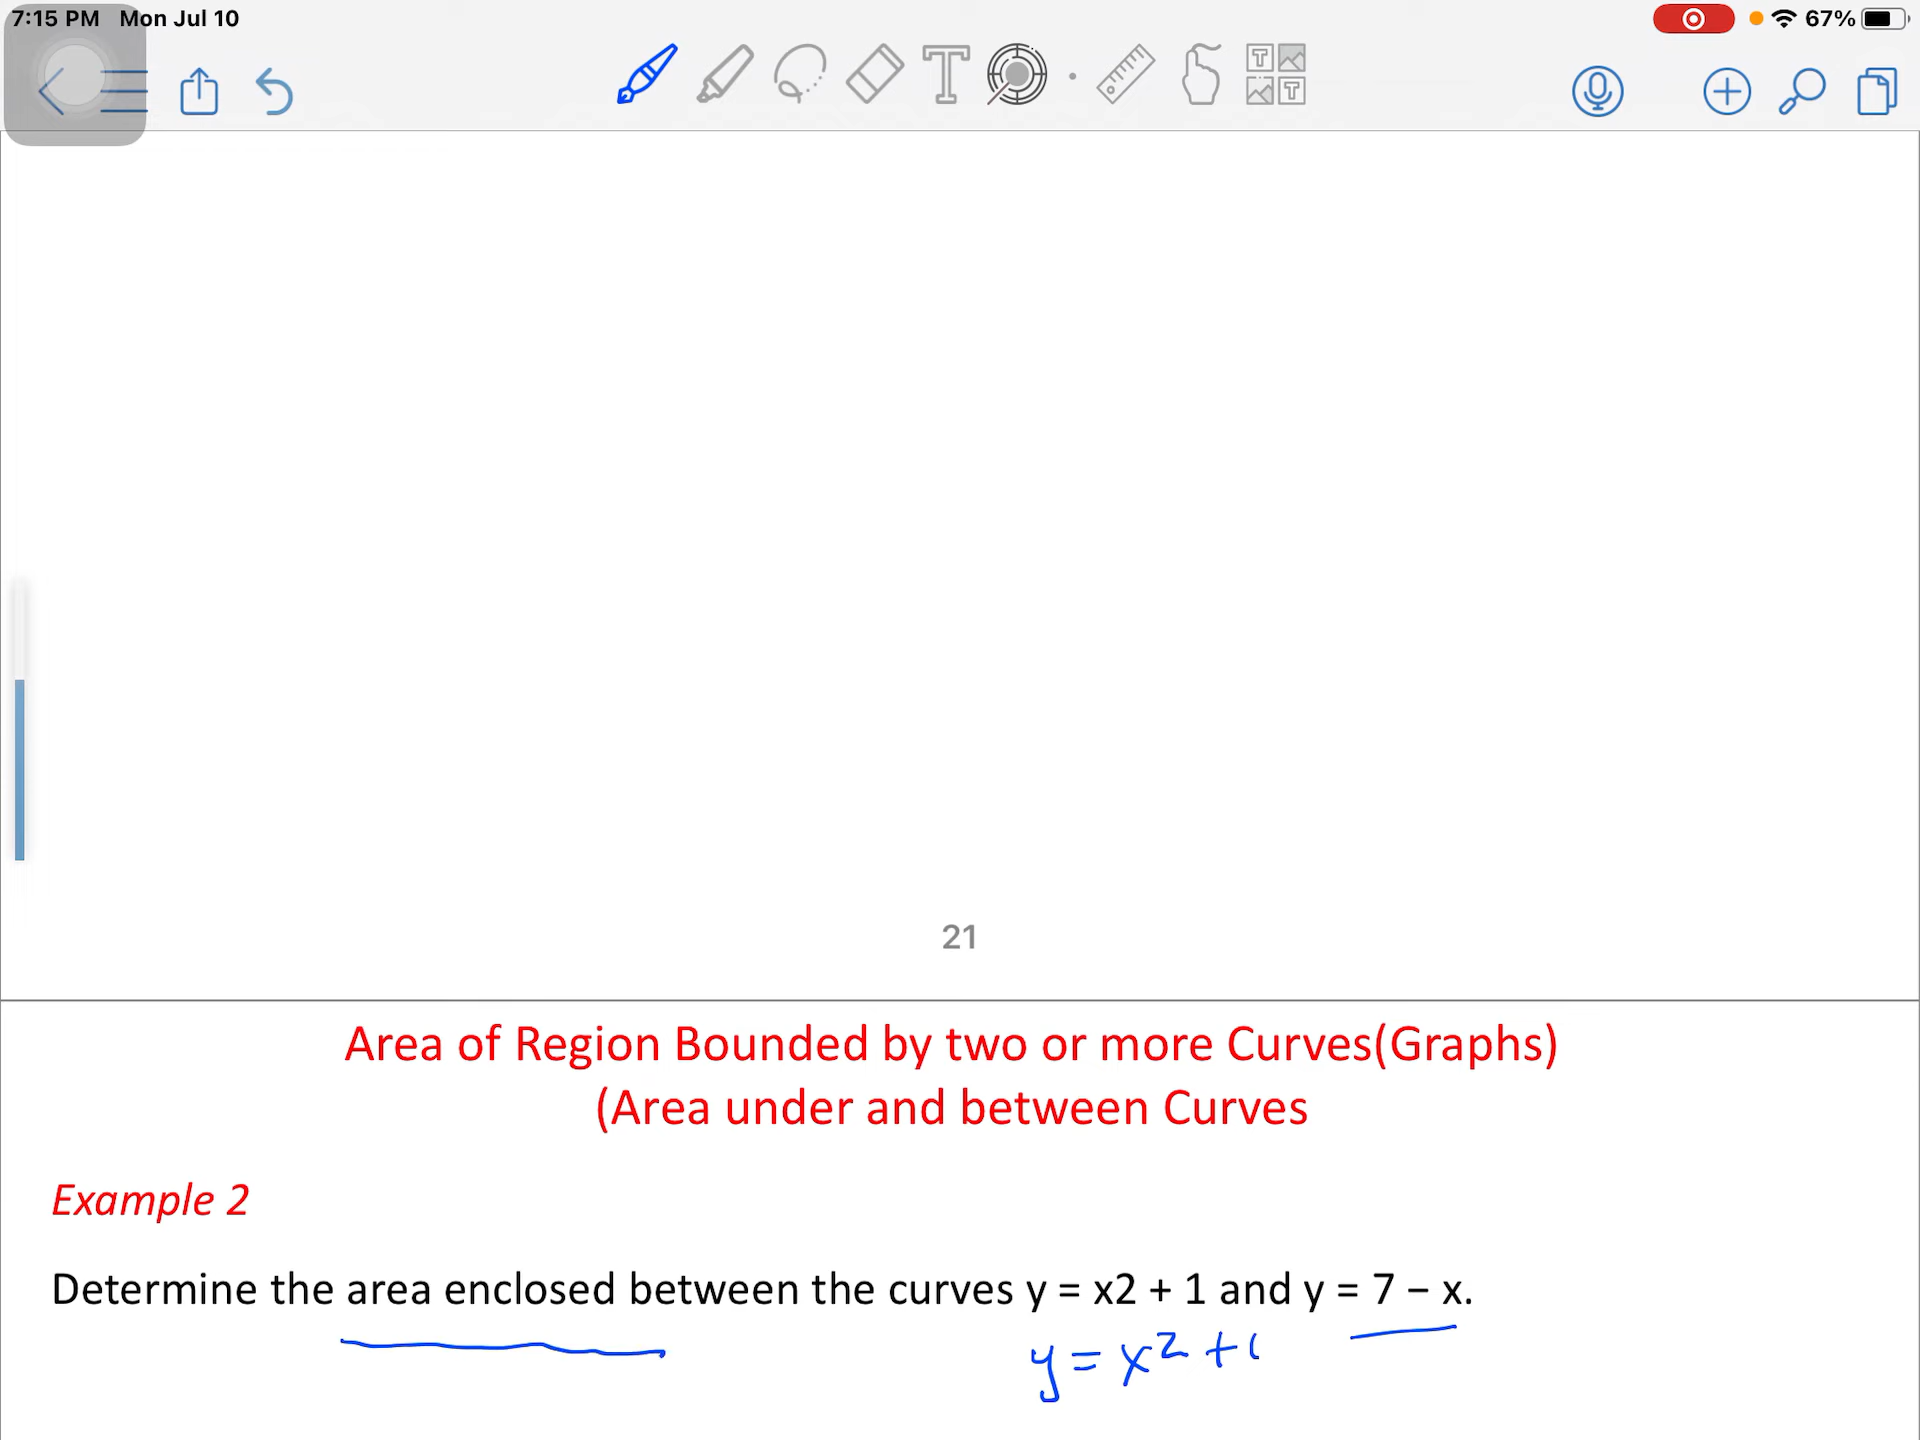 7:15 PM Mon Jul 10
67%
21
Area of Region Bounded by two or more Curves(Graphs)
(Area under and between Curves
Example 2
Determine the area enclosed between the curves y = x2 + 1 and y = 7 – x.
y = x² + 1